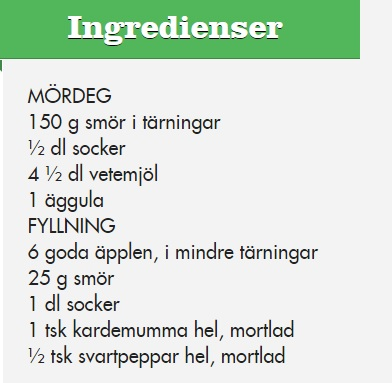 Ingredienser
MÖRDEG
150 g smör i tärningar
½ dl socker
4 ½ dl vetemjöl
1 äggula
FYLLNING
6 goda äpplen, i mindre tärningar
25 g smör
1 dl socker
1 tsk kardemumma hel, mortlad
½ tsk svartpeppar hel, mortlad